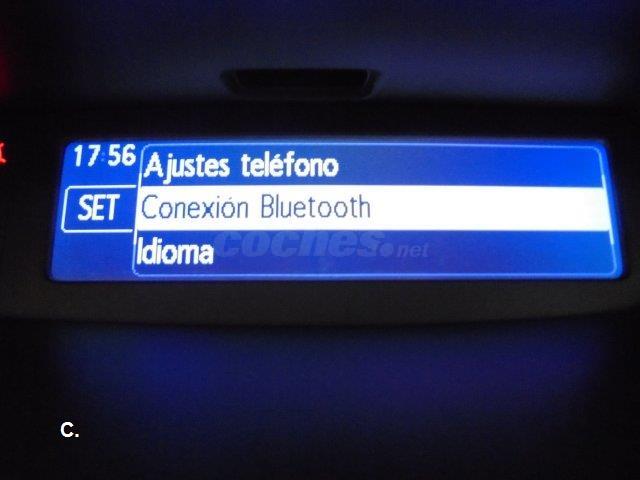 17:56
Ajustes teléfono
SET
Conexión Bluetooth
Idioma
coches.net
C.